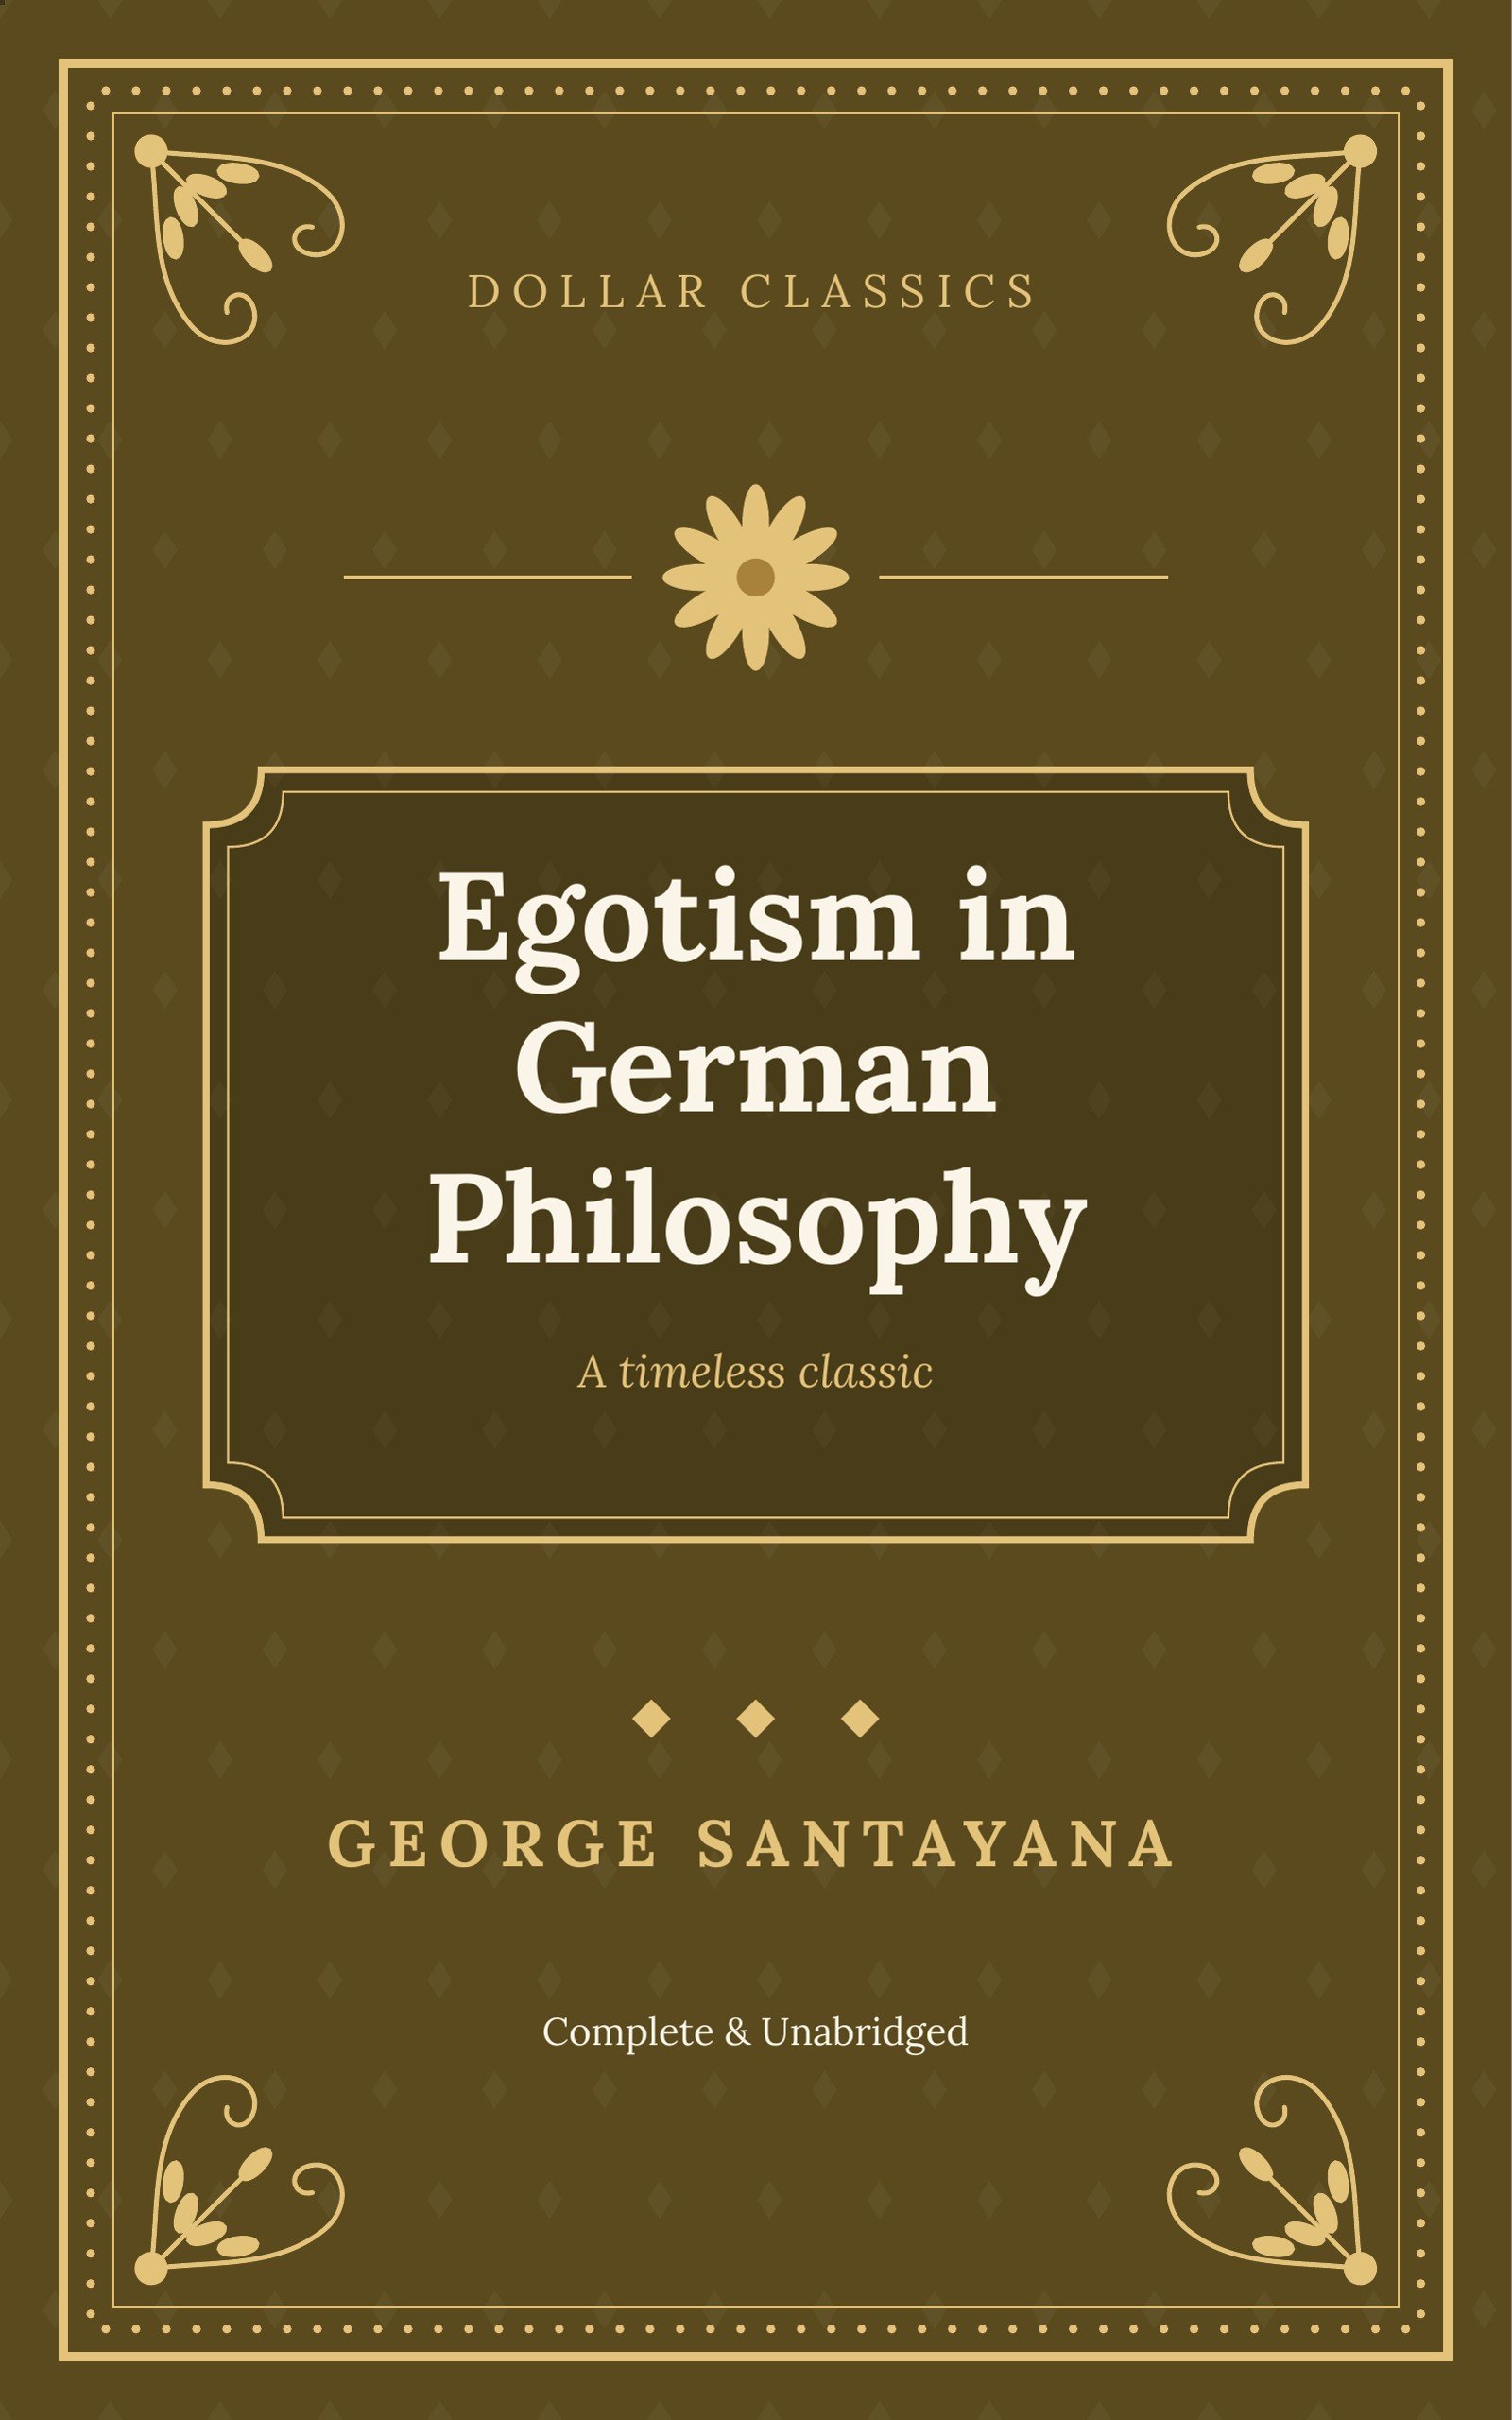 DOLLAR CLASSICS
Egotism in
German
Philosophy
A timeless classic
GEORGE SANTAYANA
Complete & Unabridged